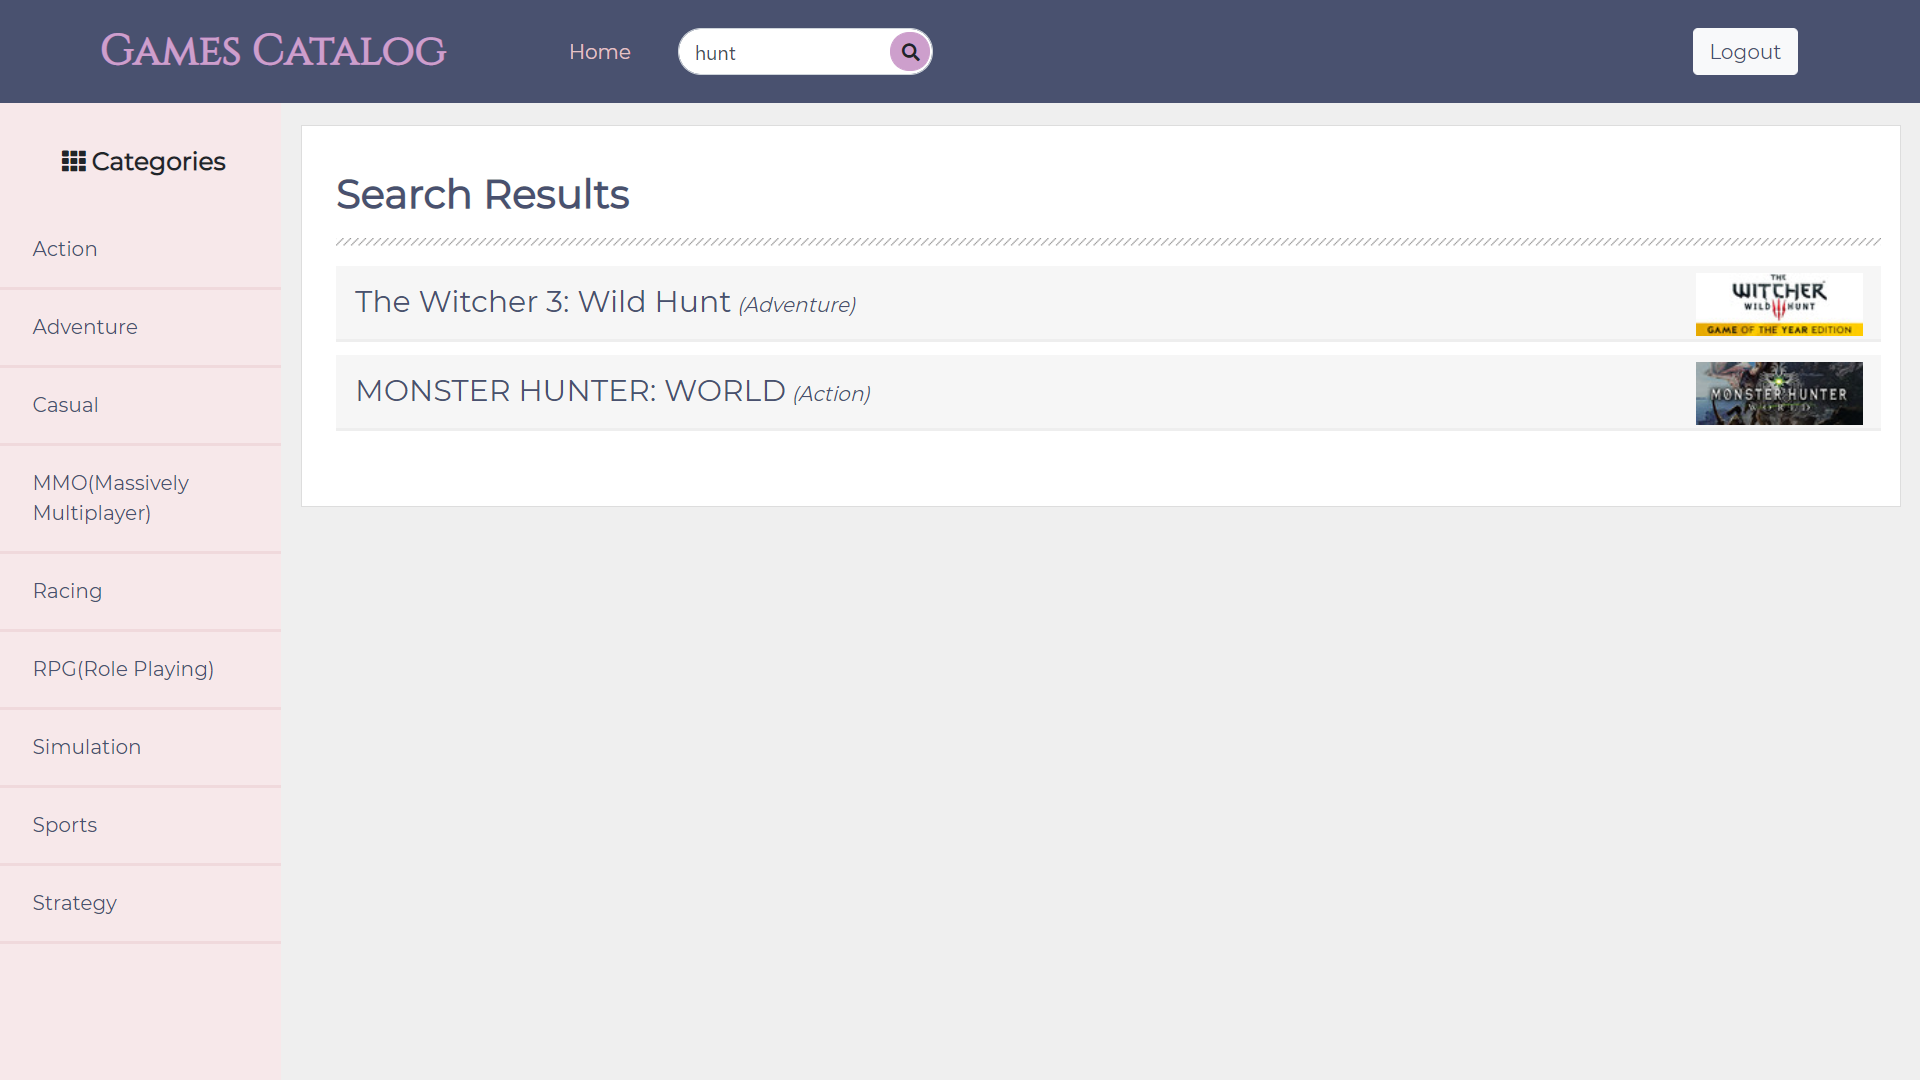 GAMES CATALOG
Home
hunt
Logout
Categories
Action
Adventure
Casual
MMO(Massively
Multiplayer)
Racing
RPG(Role Playing)
Simulation
Sports
Strategy
Search Results
The Witcher 3: Wild Hunt (Adventure)
THE
WITCHER
WILD HUNT
GAME OF THE YEAR EDITION
MONSTER HUNTER: WORLD (Action)
MONSTER HUNTER
WORLD